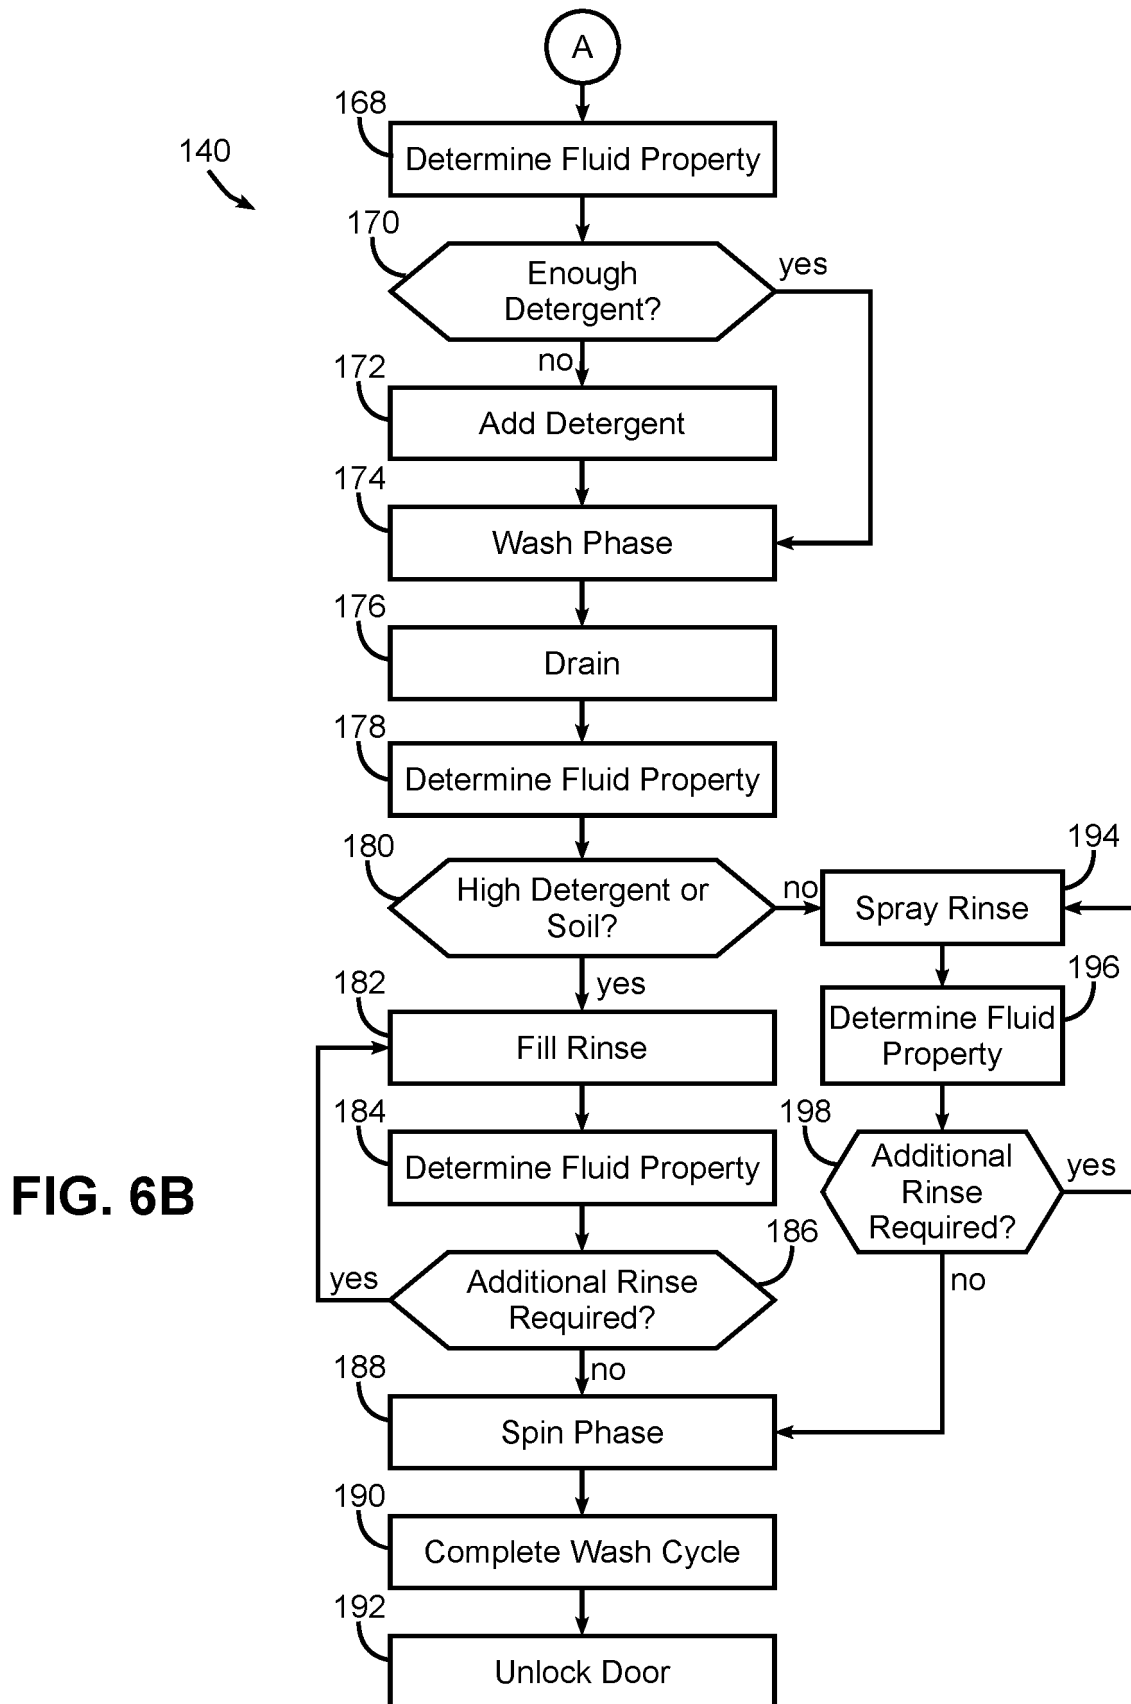 A
168
Determine Fluid Property
140
170
Enough
Detergent?
yes
no
172
Add Detergent
174
Wash Phase
176
Drain
178
Determine Fluid Property
180
High Detergent or
Soil?
no
yes
194
Spray Rinse
196
Determine Fluid
Property
182
Fill Rinse
184
Determine Fluid Property
198
Additional
Rinse
Required?
yes
no
FIG. 6B
186
Additional Rinse
Required?
yes
no
188
Spin Phase
190
Complete Wash Cycle
192
Unlock Door